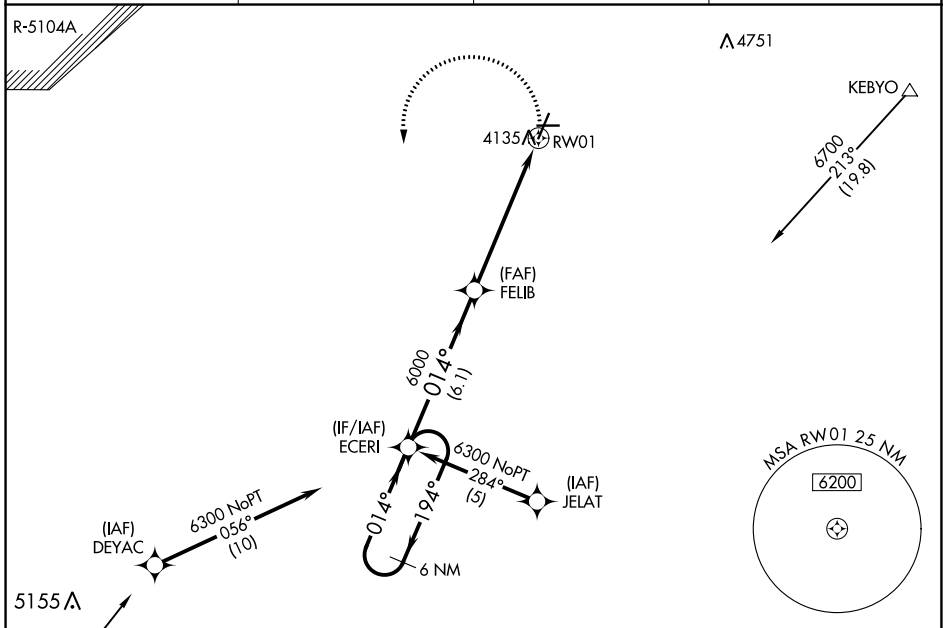 R-5104A
4751
KEBYO
6700
213°
(19.8)
4135
RW01
(FAF)
FELIB
6000
014°
(6.1)
(IF/IAF)
ECERI
6300 NoPT
284°
(5)
(IAF)
JELAT
014°
194°
6 NM
(IAF)
DEYAC
6300 NoPT
056°
(10)
5155
MSA RW01 25 NM
6200